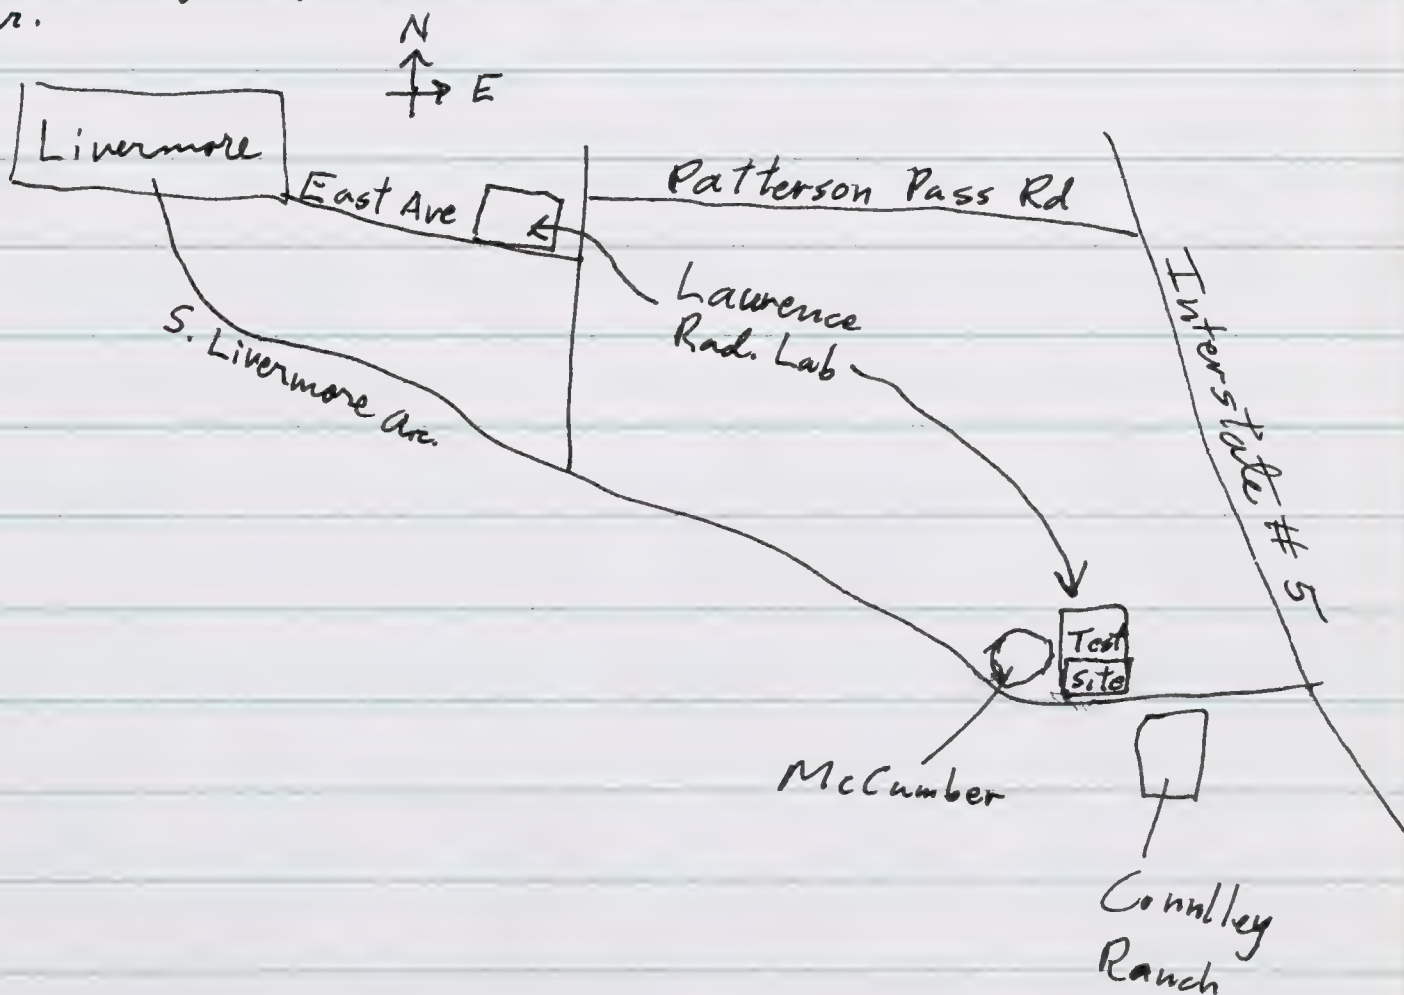 r.
N
E
Livermore
East Ave
Patterson Pass Rd
Lawrence
Rad. Lab
S. Livermore Ave.
Interstate # 5
Test
Site
McCumber
Connlley
Ranch